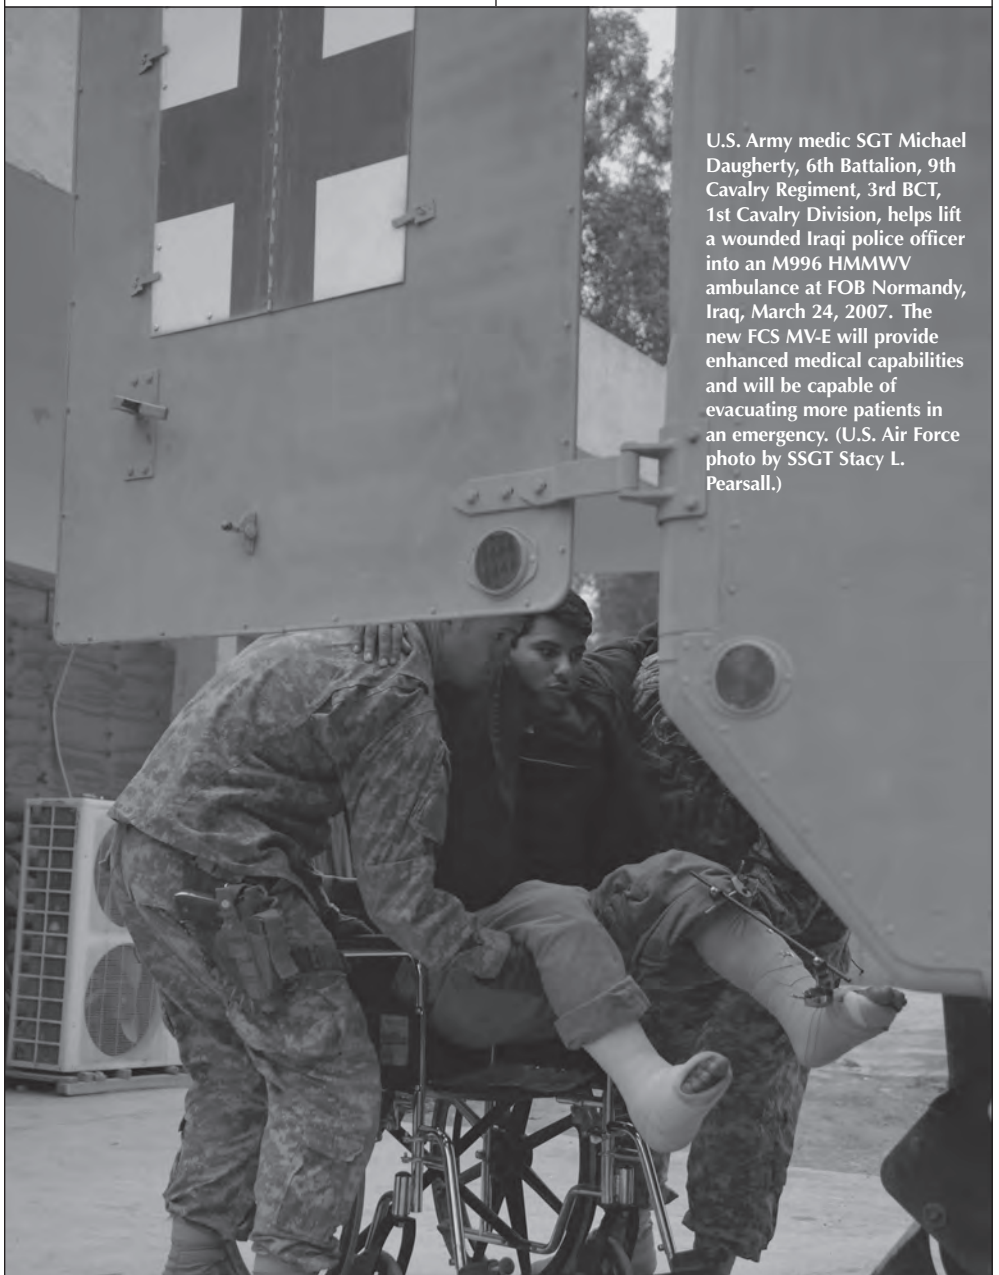 U.S. Army medic SGT Michael
Daugherty, 6th Battalion, 9th
Cavalry Regiment, 3rd BCT,
1st Cavalry Division, helps lift
a wounded Iraqi police officer
into an M996 HMMWV
ambulance at FOB Normandy,
Iraq, March 24, 2007. The
new FCS MV-E will provide
enhanced medical capabilities
and will be capable of
evacuating more patients in
an emergency. (U.S. Air Force
photo by SSGT Stacy L.
Pearsall.)